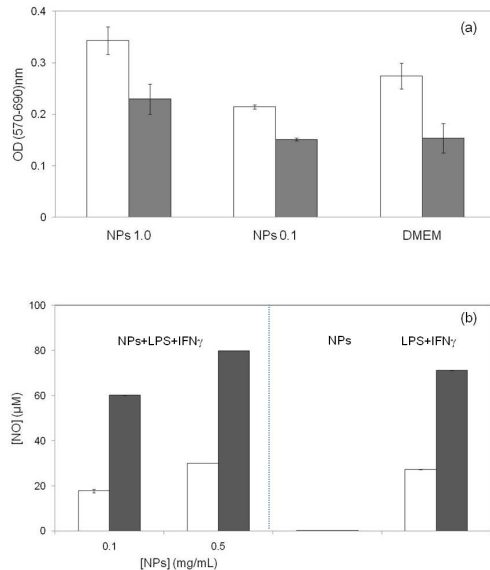 (a)
0.4
0.3
0.2
0.1
0
OD (570-690)nm
NPs 1.0 NPs 0.1 DMEM
(b)
100
80
60
40
20
0
[NO] (µM)
NPs+LPS+IFNγ NPs LPS+IFNγ
0.1 0.5
[NPs] (mg/mL)